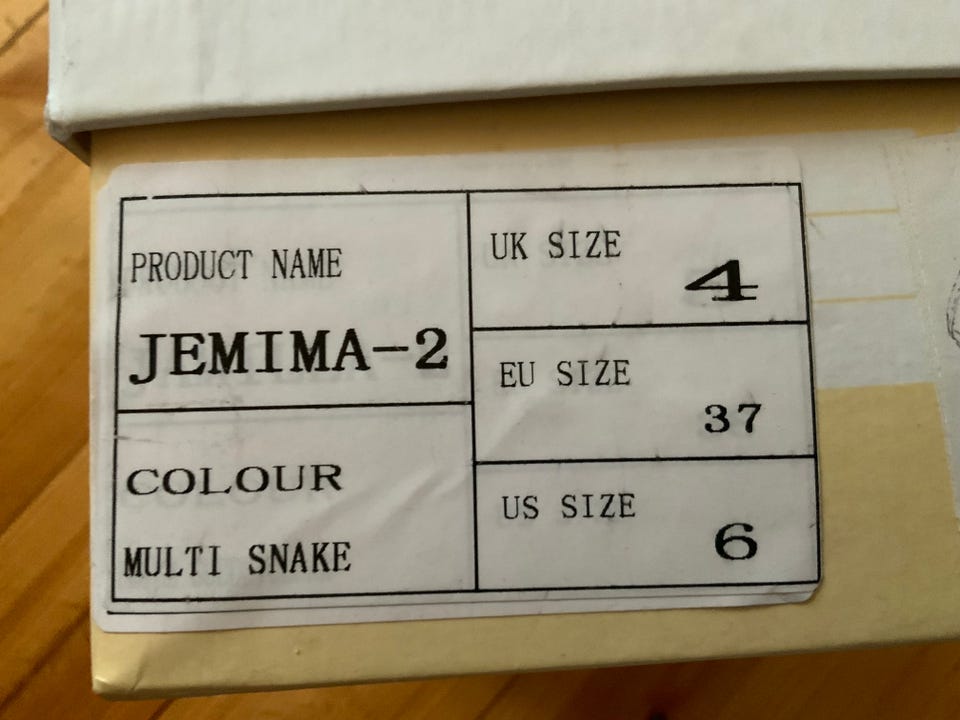 PRODUCT NAME
JEMIMA-2
COLOUR
MULTI SNAKE
UK SIZE
4
EU SIZE
37
US SIZE
6